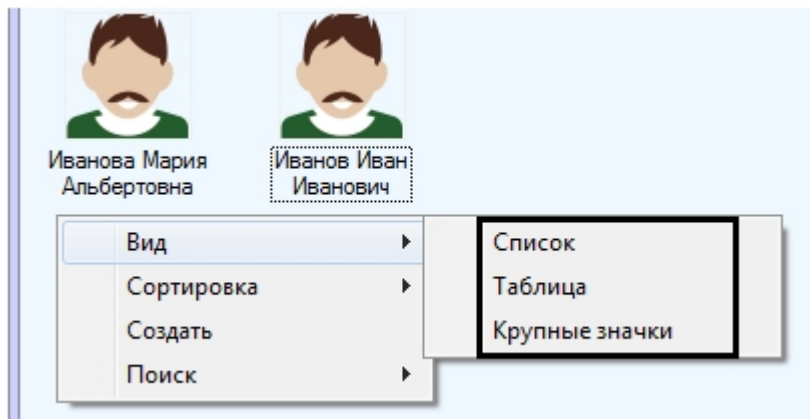 Иванова Мария
Альбертовна
Иванов Иван
Иванович
Вид
Сортировка
Создать
Поиск
Список
Таблица
Крупные значки